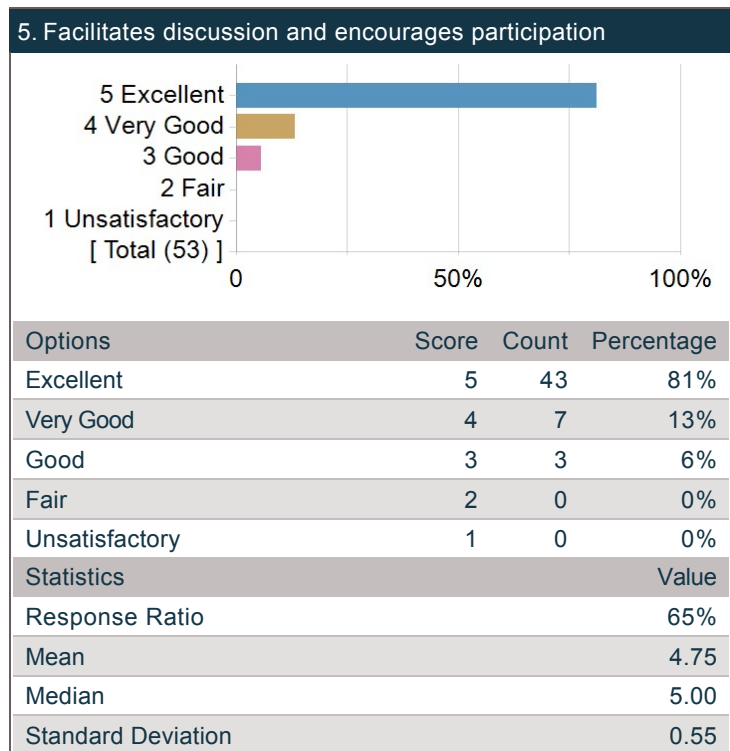 5. Facilitates discussion and encourages participation
5 Excellent
4 Very Good
3 Good
2 Fair
1 Unsatisfactory
[ Total (53) ]
0 50% 100%
Options Score Count Percentage
Excellent 5 43 81%
Very Good 4 7 13%
Good 3 3 6%
Fair 2 0 0%
Unsatisfactory 1 0 0%
Statistics Value
Response Ratio 65%
Mean 4.75
Median 5.00
Standard Deviation 0.55